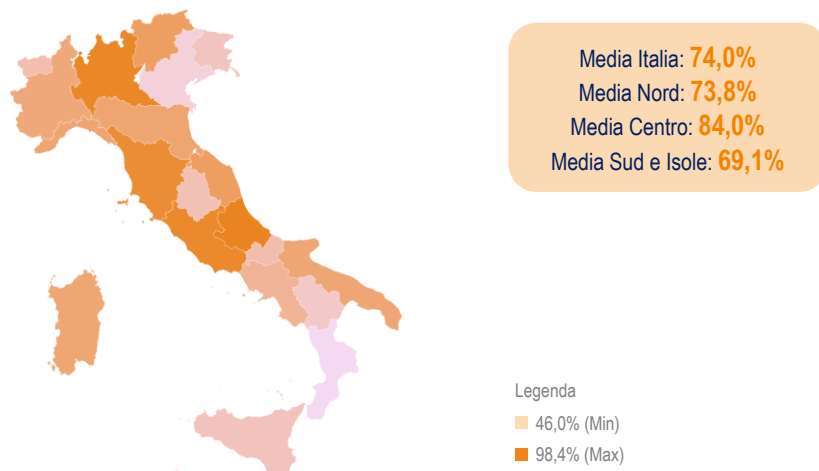 Media Italia: 74,0%
Media Nord: 73,8%
Media Centro: 84,0%
Media Sud e Isole: 69,1%
Legenda
46,0% (Min)
98,4% (Max)